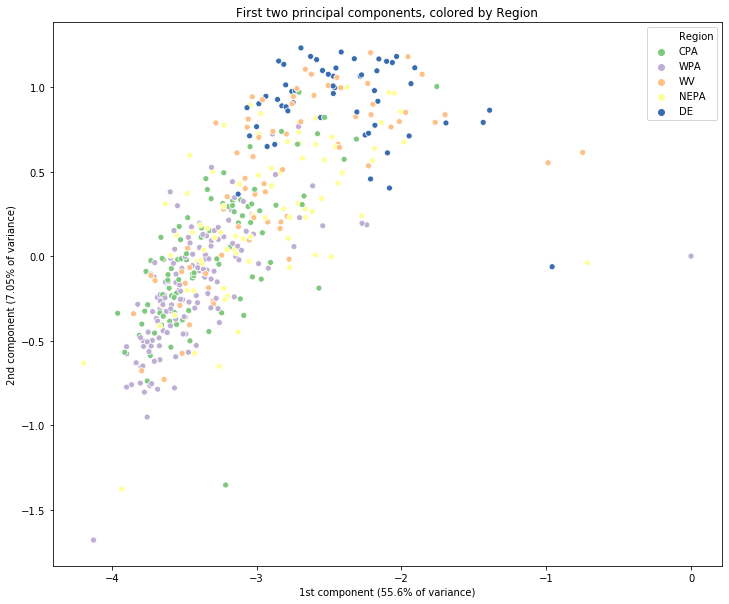 First two principal components, colored by Region
Region
CPA
WPA
WV
NEPA
DE
1.0
0.5
0.0
−0.5
−1.0
−1.5
2nd component (7.05% of variance)
−4
−3
−2
−1
0
1st component (55.6% of variance)